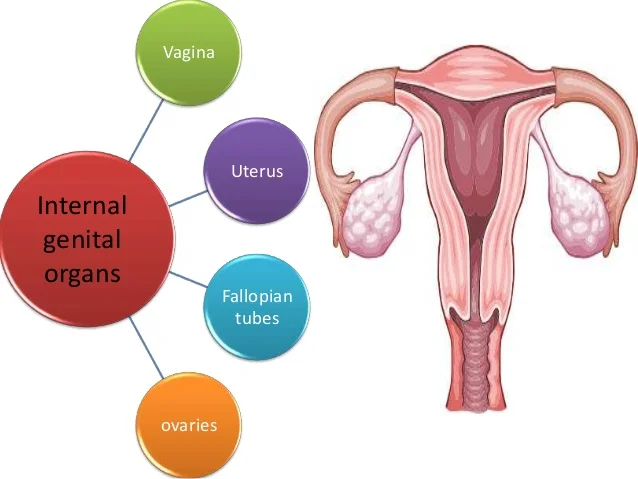 Vagina
Uterus
Internal
genital
organs
Fallopian
tubes
ovaries